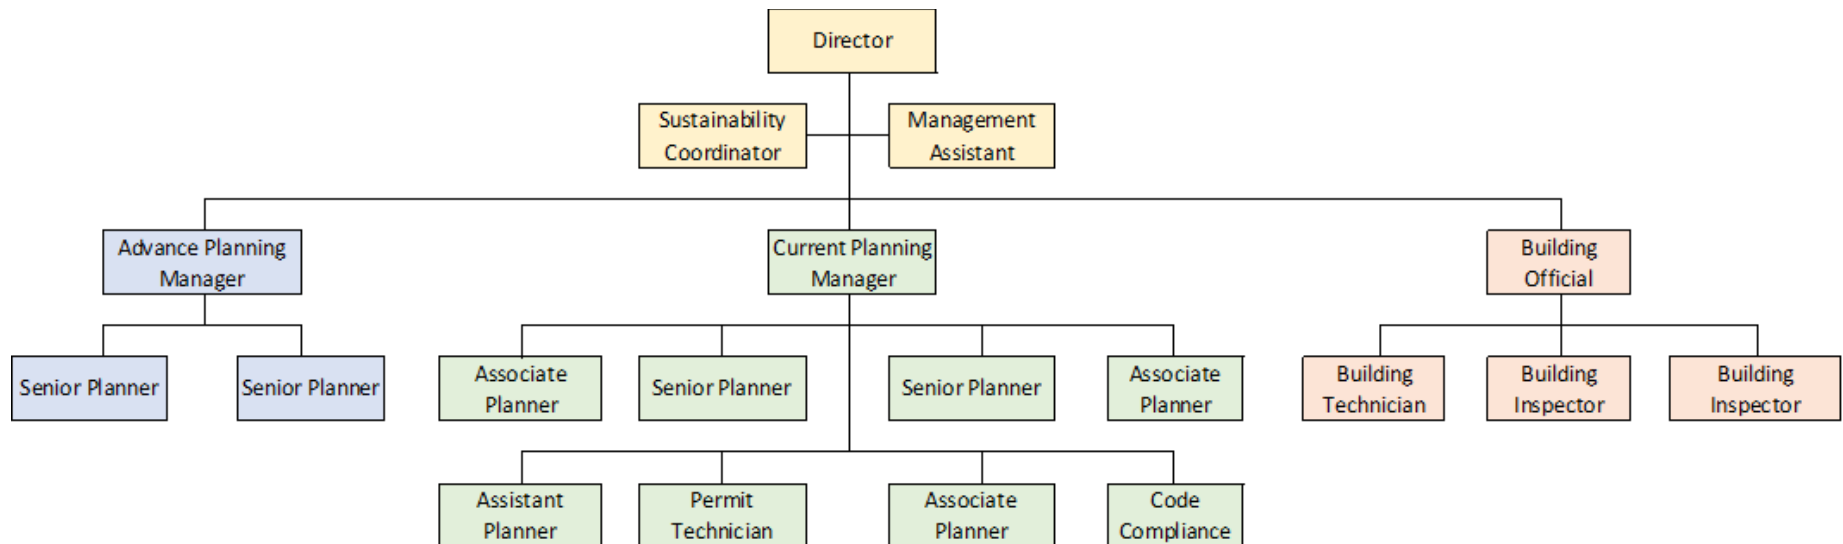 Director
Sustainability
Coordinator
Management
Assistant
Advance Planning
Manager
Current Planning
Manager
Building
Official
Senior Planner
Senior Planner
Associate
Planner
Senior Planner
Senior Planner
Associate
Planner
Building
Technician
Building
Inspector
Building
Inspector
Assistant
Planner
Permit
Technician
Associate
Planner
Code
Compliance